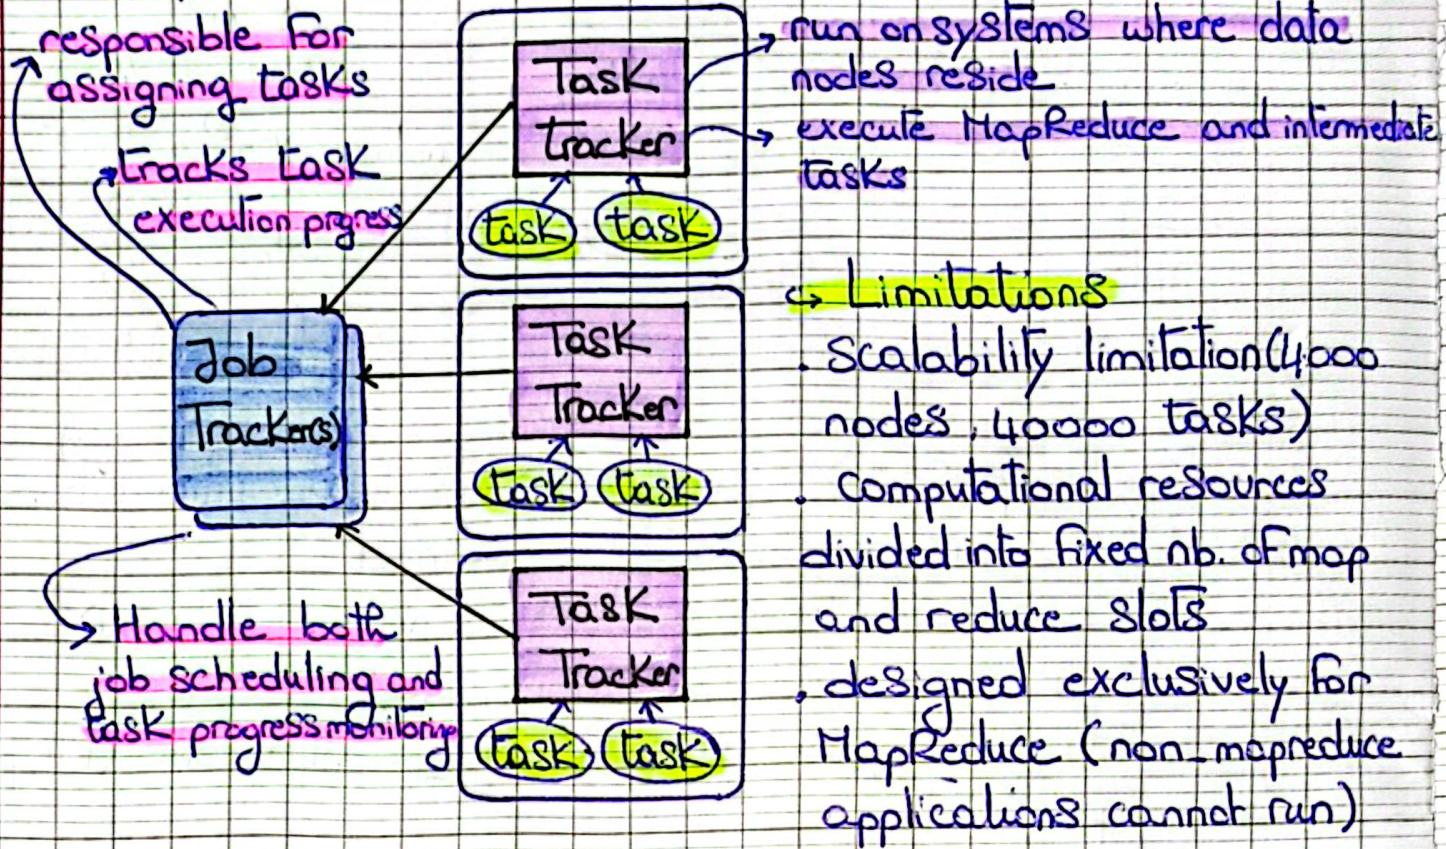 responsible for
assigning tasks
tracks task
execution progress
Job
Tracker(s)
Handle both
job scheduling and
task progress monitoring
Task
tracker
task task
Task
Tracker
task task
Task
Tracker
task task
run on systems where data
nodes reside
execute MapReduce and intermediate
tasks
↪ Limitations
. Scalability limitation (4000
nodes, 40000 tasks)
. Computational resources
divided into fixed nb. of map
and reduce slots
. designed exclusively for
MapReduce (non_mapreduce
applications cannot run)